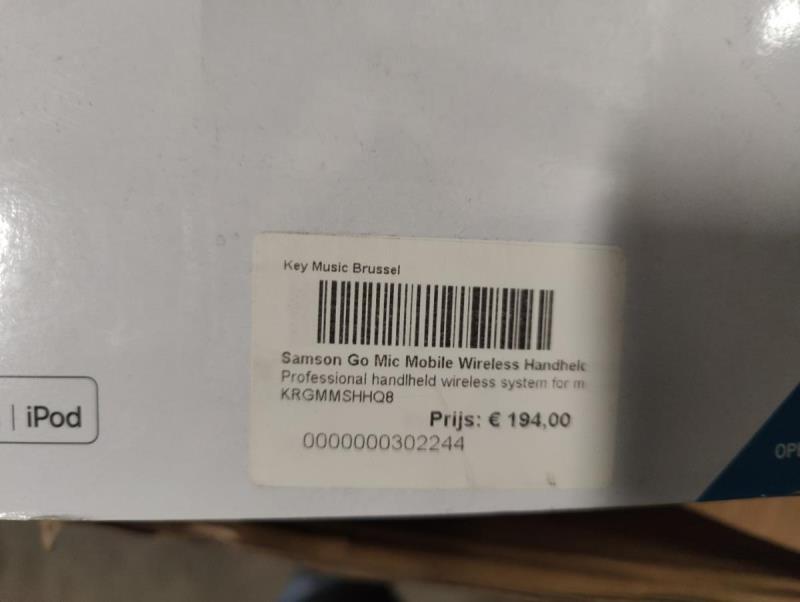 Key Music Brussel
Samson Go Mic Mobile Wireless Handheld
Professional handlheld wireless system for m
KRGMMSHHQ8
Prijs: € 194,00
0000000302244
| iPod